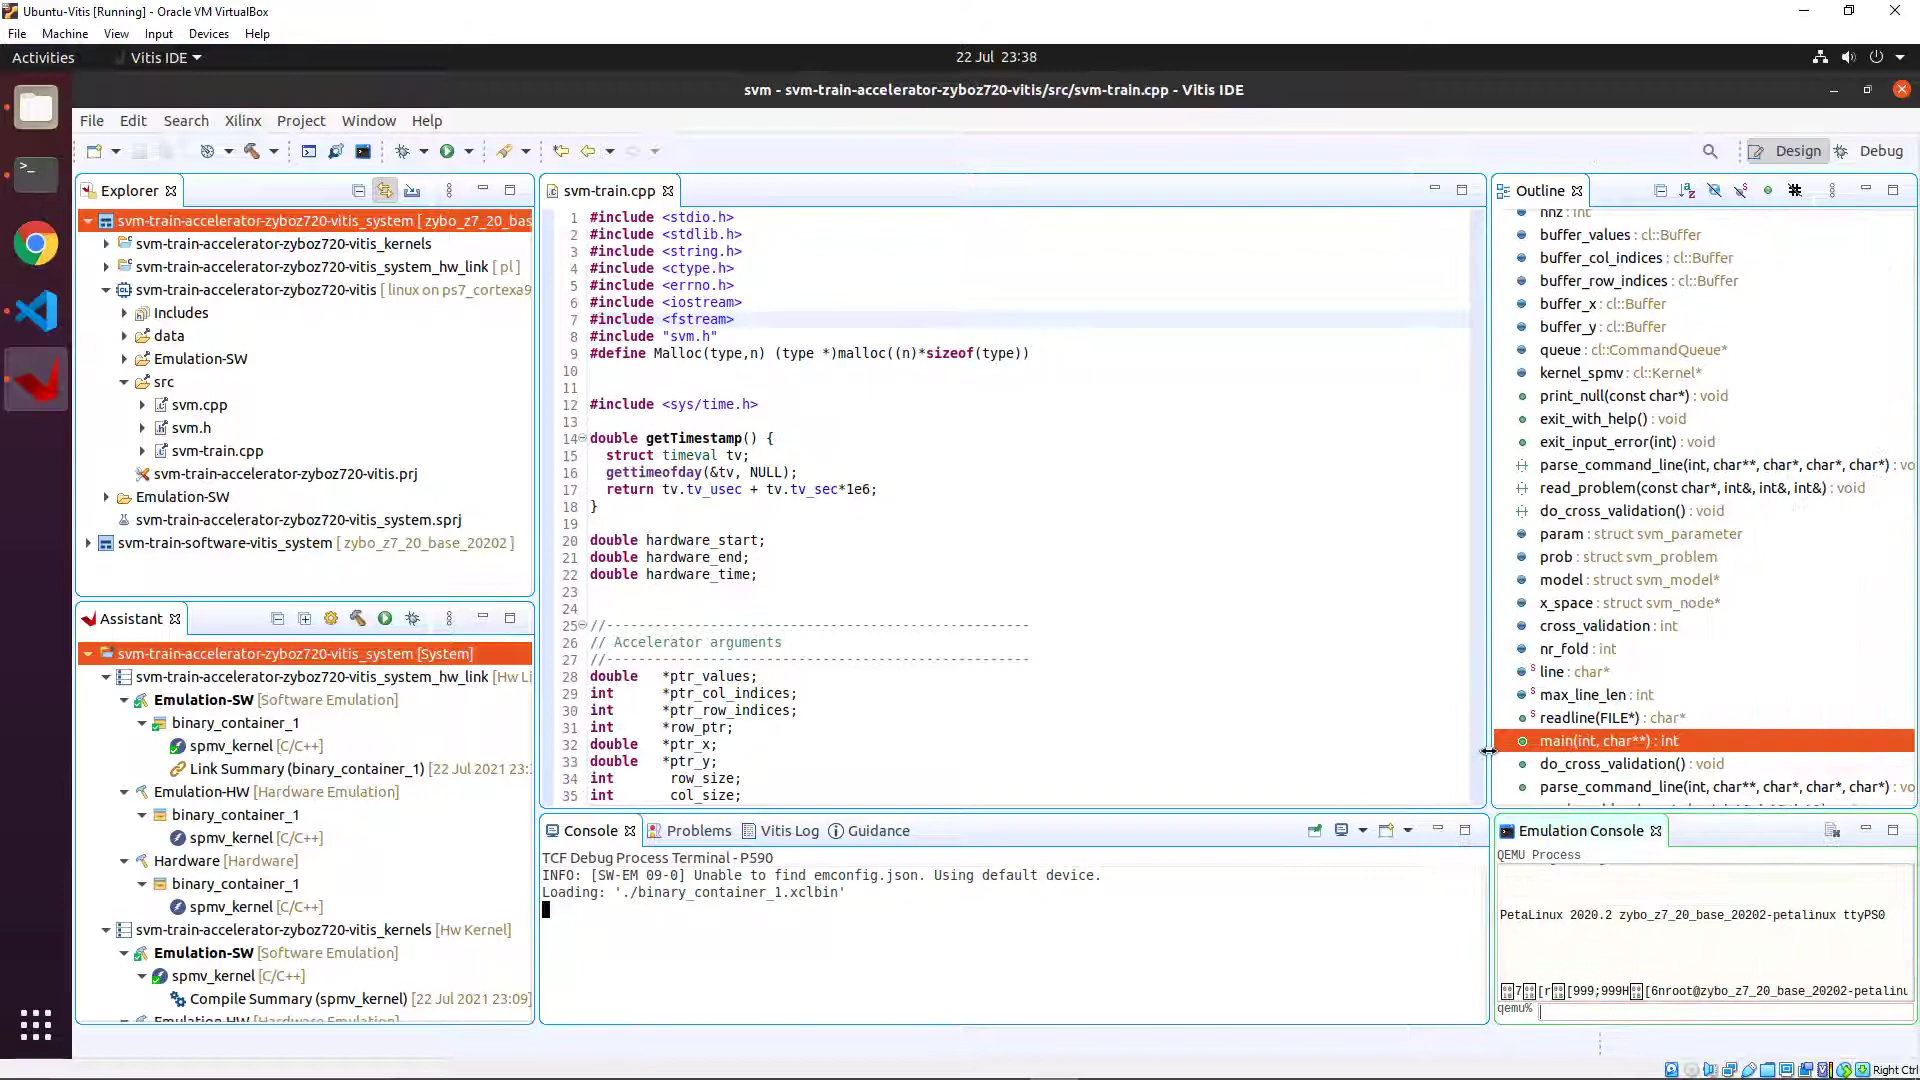 Ubuntu-Vitis [Running] - Oracle VM VirtualBox
File Machine View Input Devices Help
Activities Vitis IDE 22 Jul 23:38
svm - svm-train-accelerator-zyboz720-vitis/src/svm-train.cpp - Vitis IDE
File Edit Search Xilinx Project Window Help
Design Debug
Explorer
svm-train-accelerator-zyboz720-vitis_system [ zybo_z7_20_bas
svm-train-accelerator-zyboz720-vitis_kernels
svm-train-accelerator-zyboz720-vitis_system_hw_link [ pl ]
svm-train-accelerator-zyboz720-vitis [ linux on ps7_cortexa9
Includes
data
Emulation-SW
src
svm.cpp
svm.h
svm-train.cpp
svm-train-accelerator-zyboz720-vitis.prj
Emulation-SW
svm-train-accelerator-zyboz720-vitis_system.sprj
svm-train-software-vitis_system [ zybo_z7_20_base_20202 ]
Assistant
svm-train-accelerator-zyboz720-vitis_system [System]
svm-train-accelerator-zyboz720-vitis_system_hw_link [Hw Li
Emulation-SW [Software Emulation]
binary_container_1
spmv_kernel [C/C++]
Link Summary (binary_container_1) [22 Jul 2021 23:
Emulation-HW [Hardware Emulation]
binary_container_1
spmv_kernel [C/C++]
Hardware [Hardware]
binary_container_1
spmv_kernel [C/C++]
svm-train-accelerator-zyboz720-vitis_kernels [Hw Kernel]
Emulation-SW [Software Emulation]
spmv_kernel [C/C++]
Compile Summary (spmv_kernel) [22 Jul 2021 23:09]
Emulation-HW [Hardware Emulation]
svm-train.cpp
1 #include <stdio.h>
2 #include <stdlib.h>
3 #include <string.h>
4 #include <ctype.h>
5 #include <errno.h>
6 #include <iostream>
7 #include <fstream>
8 #include "svm.h"
9 #define Malloc(type,n) (type *)malloc((n)*sizeof(type))
10
11
12 #include <sys/time.h>
13
14 double getTimestamp() {
15 struct timeval tv;
16 gettimeofday(&tv, NULL);
17 return tv.tv_usec + tv.tv_sec*1e6;
18 }
19
20 double hardware_start;
21 double hardware_end;
22 double hardware_time;
23
24
25 //-----------------------------------------------------
26 // Accelerator arguments
27 //-----------------------------------------------------
28 double *ptr_values;
29 int *ptr_col_indices;
30 int *ptr_row_indices;
31 int *row_ptr;
32 double *ptr_x;
33 double *ptr_y;
34 int row_size;
35 int col_size;
Console Problems Vitis Log Guidance
TCF Debug Process Terminal - P590
INFO: [SW-EM 09-0] Unable to find emconfig.json. Using default device.
Loading: './binary_container_1.xclbin'
Outline
nnz : int
buffer_values : cl::Buffer
buffer_col_indices : cl::Buffer
buffer_row_indices : cl::Buffer
buffer_x : cl::Buffer
buffer_y : cl::Buffer
queue : cl::CommandQueue*
kernel_spmv : cl::Kernel*
print_null(const char*) : void
exit_with_help() : void
exit_input_error(int) : void
parse_command_line(int, char**, char*, char*, char*) : vo
read_problem(const char*, int&, int&, int&) : void
do_cross_validation() : void
param : struct svm_parameter
prob : struct svm_problem
model : struct svm_model*
x_space : struct svm_node*
cross_validation : int
nr_fold : int
line : char*
max_line_len : int
readline(FILE*) : char*
main(int, char**) : int
do_cross_validation() : void
parse_command_line(int, char**, char*, char*, char*) : vo
Emulation Console
QEMU Process
PetaLinux 2020.2 zybo_z7_20_base_20202-petalinux ttyPS0
7[r[999;999H[6nroot@zybo_z7_20_base_20202-petalinu
qemu%
Right Ctrl